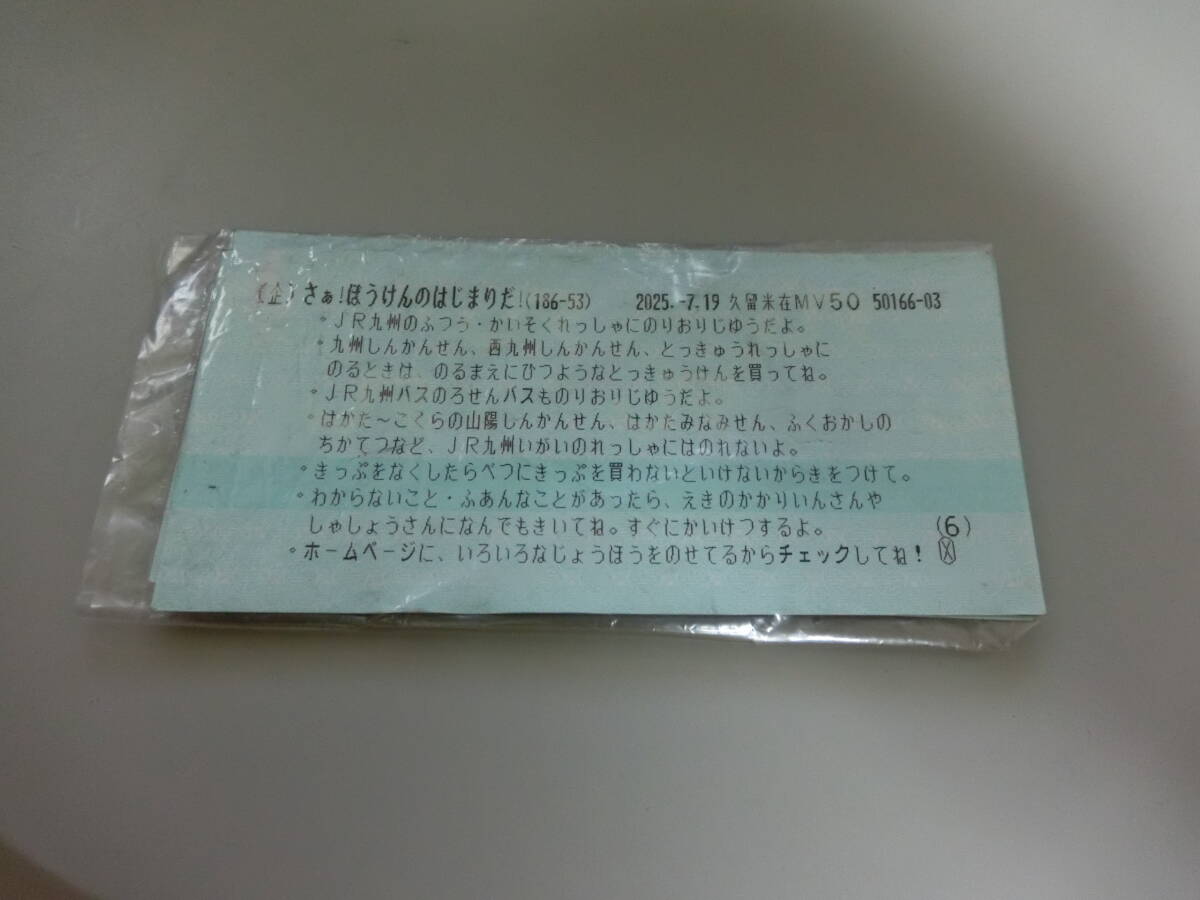 〔企〕さぁ!ぼうけんのはじまりだ!(186-53) 2025.-7.19 久留米在MV50 50166-03
・JR九州のふつう・かいそくれっしゃにのりおりじゆうだよ。
・九州しんかんせん、西九州しんかんせん、とっきゅうれっしゃに
のるときは、のるまえにひつようなとっきゅうけんを買ってね。
・JR九州バスのろせんバスものりおりじゆうだよ。
・はかた~こくらの山陽しんかんせん、はかたみなみせん、ふくおかしの
ちかてつなど、JR九州いがいのれっしゃにはのれないよ。
・きっぷをなくしたらべつにきっぷを買わないといけないからきをつけて。
・わからないこと・ふあんなことがあったら、えきのかかりいんさんや
しゃしょうさんになんでもきいてね。すぐにかいけつするよ。 (6)
・ホームページに、いろいろなじょうほうをのせてるからチェックしてね!